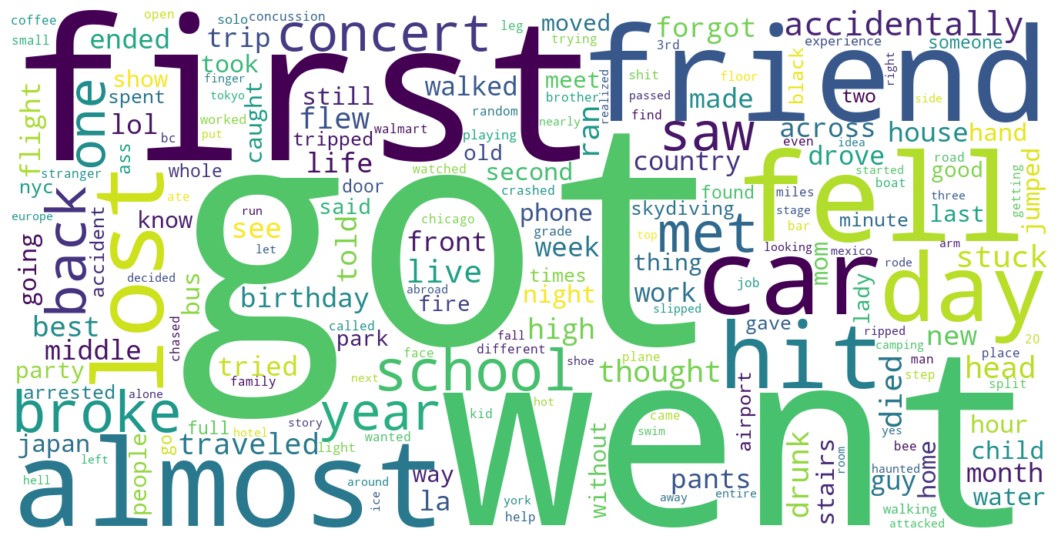 coffee
open
solo
concussion
leg
moved
forgot
3rd
accidentally
small
ended
trip
concert
trying
experience
someone
first
friend
show
took
finger
still
walked
shit
brother
floor
realized
right
black
made
two
side
flight
one
spent
tokyo
flew
random
passed
meet
lol
worked
caught
tripped
walmart
playing
nearly
find
saw
even
idea
across
house
hand
nyc
ass
bc
put
life
old
ran
country
drove
road
good
jumped
stranger
whole
door
second
watched
started
boat
lost
ate
said
crashed
found
fell
miles
three
getting
europe
know
run
see
told
chicago
phone
skydiving
stage
minute
last
going
back
accident
let
got
grade
front
week
met
top
bar
looking
mexico
arm
stuck
bus
live
times
thing
car
mom
rode
birthday
abroad
fire
night
work
job
lady
day
best
decided
called
slipped
gave
ripped
new
middle
chased
park
fall
different
high
hit
camping
20
party
tried
face
shoe
plane
man
place
head
arrested
alone
family
next
school
thought
died
step
split
broke
story
year
kid
hot
went
came
airport
yes
bee
hour
japan
people
full
hotel
go
light
wanted
swim
haunted
child
left
traveled
almost
way
without
pants
drunk
stairs
room
guy
home
month
hell
around
ice
la
york
help
away
entire
walking
attacked
water